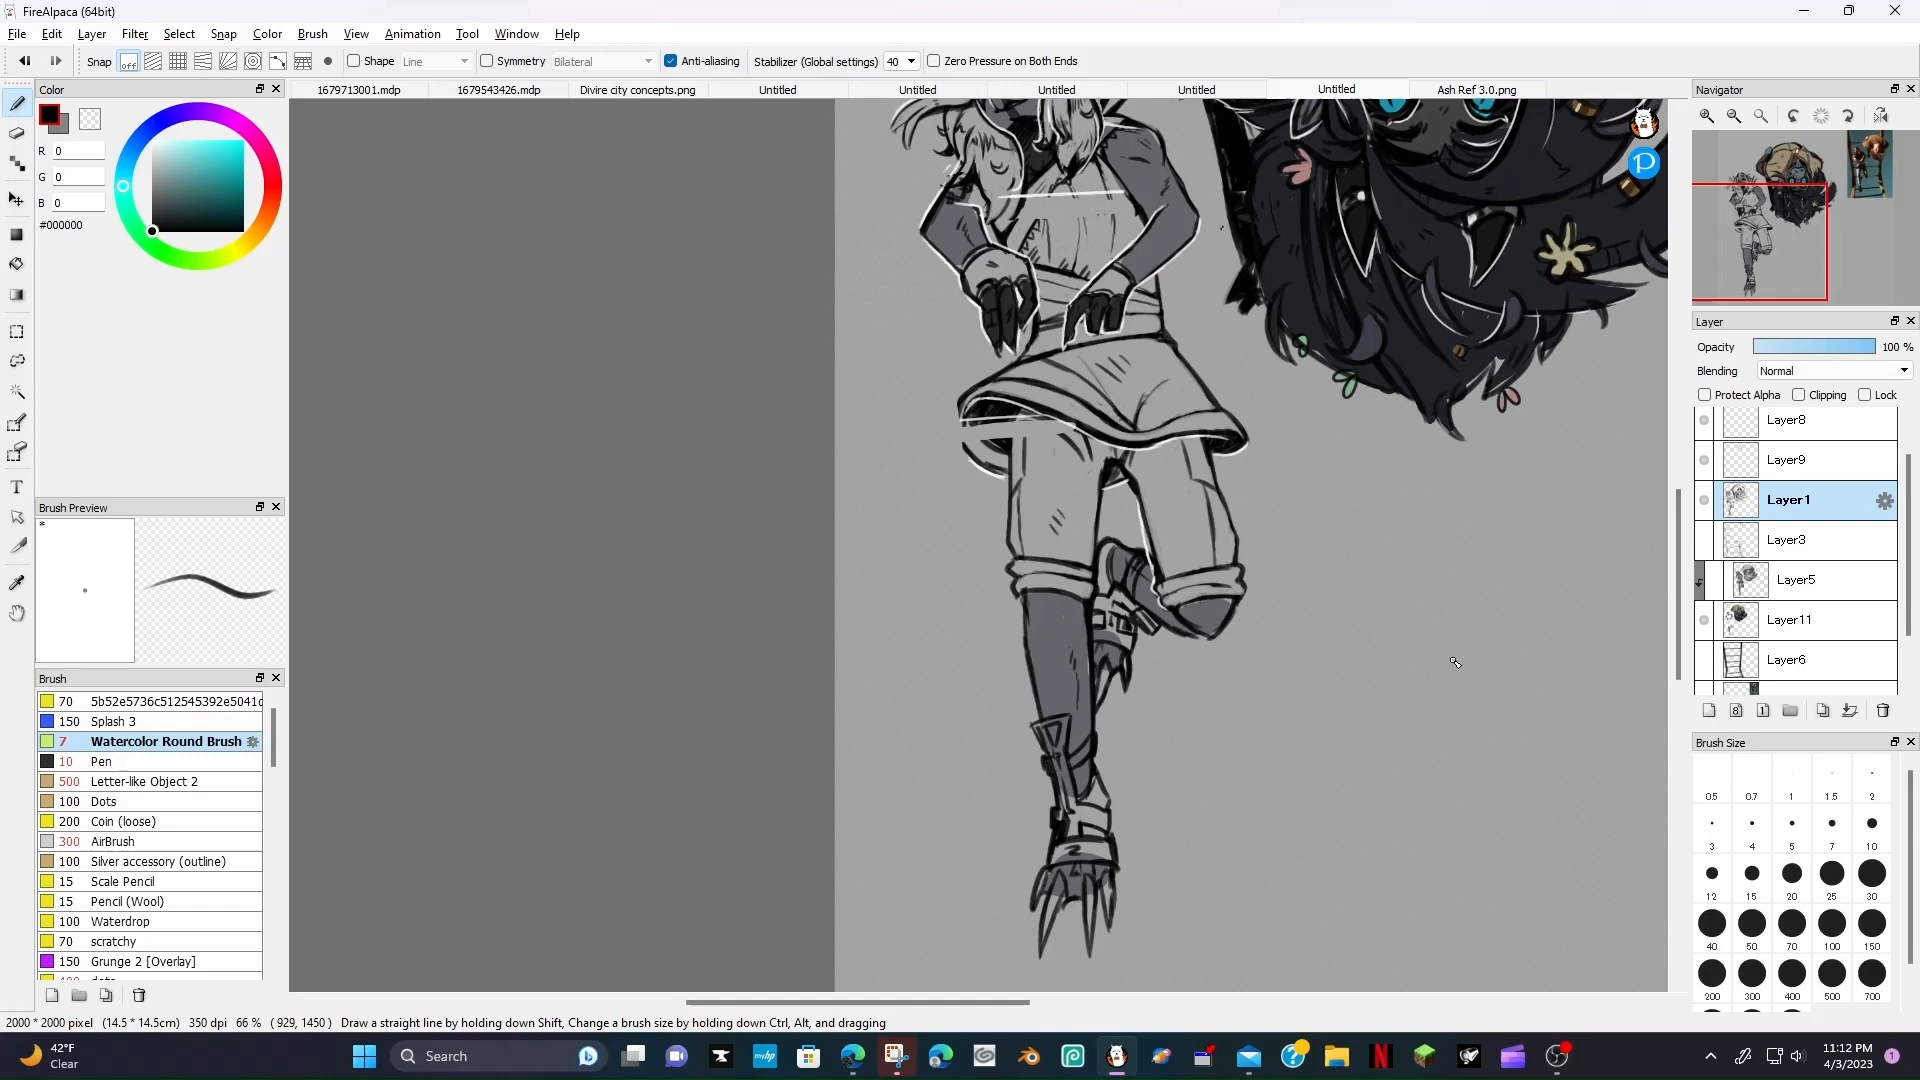 FireAlpaca (64bit)
File Edit Layer Filter Select Snap Color Brush View Animation Tool Window Help
Snap off Shape Line Symmetry Bilateral Anti-aliasing Stabilizer (Global settings) 40 Zero Pressure on Both Ends
Color
1679713001.mdp 1679543426.mdp Divire city concepts.png Untitled Untitled Untitled Untitled Untitled Ash Ref 3.0.png
Navigator
R 0
G 0
B 0
#000000
Layer
Opacity 100 %
Blending Normal
Protect Alpha Clipping Lock
Layer8
Layer9
Layer1
Layer3
Layer5
Layer11
Layer6
Brush Preview
*
Brush
70 5b52e5736c512545392e5041c
150 Splash 3
7 Watercolor Round Brush
10 Pen
500 Letter-like Object 2
100 Dots
200 Coin (loose)
300 AirBrush
100 Silver accessory (outline)
15 Scale Pencil
15 Pencil (Wool)
100 Waterdrop
70 scratchy
150 Grunge 2 [Overlay]
Brush Size
0.5 0.7 1 1.5 2
3 4 5 7 10
12 15 20 25 30
40 50 70 100 150
200 300 400 500 700
2000 * 2000 pixel (14.5 * 14.5cm) 350 dpi 66 % ( 929, 1450 ) Draw a straight line by holding down Shift, Change a brush size by holding down Ctrl, Alt, and dragging
42°F
Clear
Search
myhp
11:12 PM
4/3/2023
1